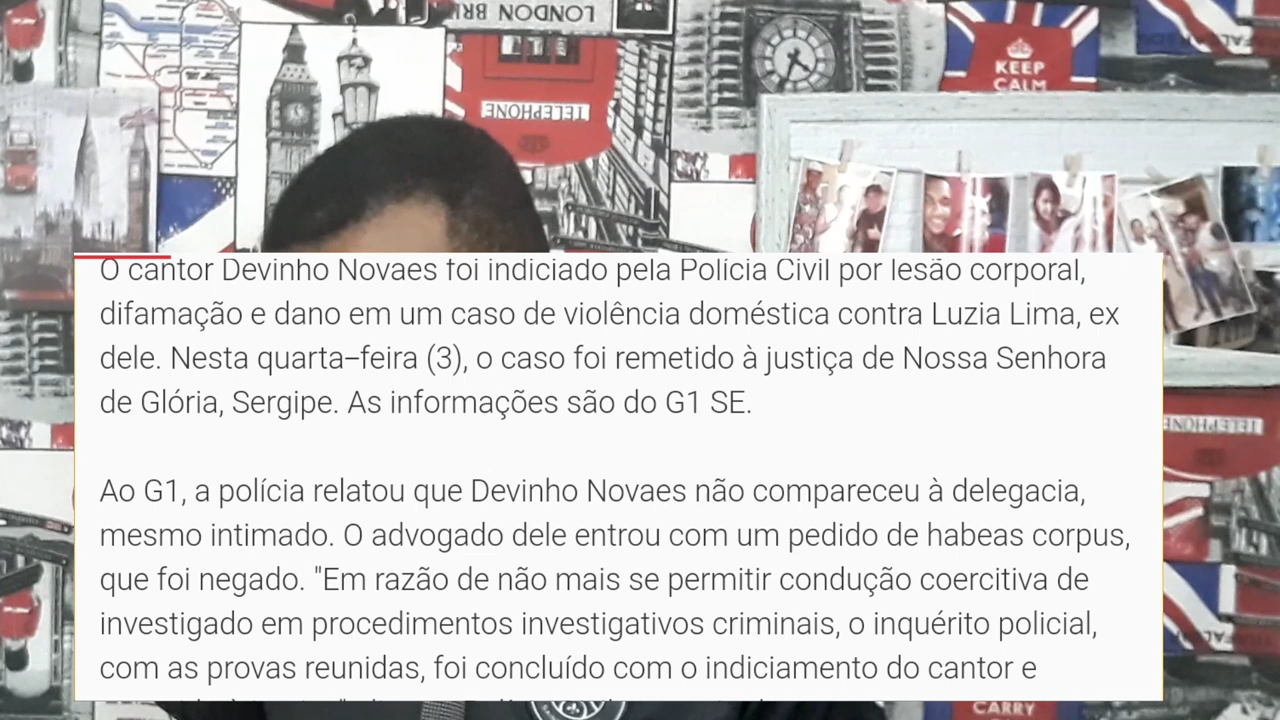 LONDON BRI
KEEP
CALM
TELEPHONE
O cantor Devinho Novaes foi indiciado pela Polícia Civil por lesão corporal,
difamação e dano em um caso de violência doméstica contra Luzia Lima, ex
dele. Nesta quarta–feira (3), o caso foi remetido à justiça de Nossa Senhora
de Glória, Sergipe. As informações são do G1 SE.
Ao G1, a polícia relatou que Devinho Novaes não compareceu à delegacia,
mesmo intimado. O advogado dele entrou com um pedido de habeas corpus,
que foi negado. "Em razão de não mais se permitir condução coercitiva de
investigado em procedimentos investigativos criminais, o inquérito policial,
com as provas reunidas, foi concluído com o indiciamento do cantor e
CARRY